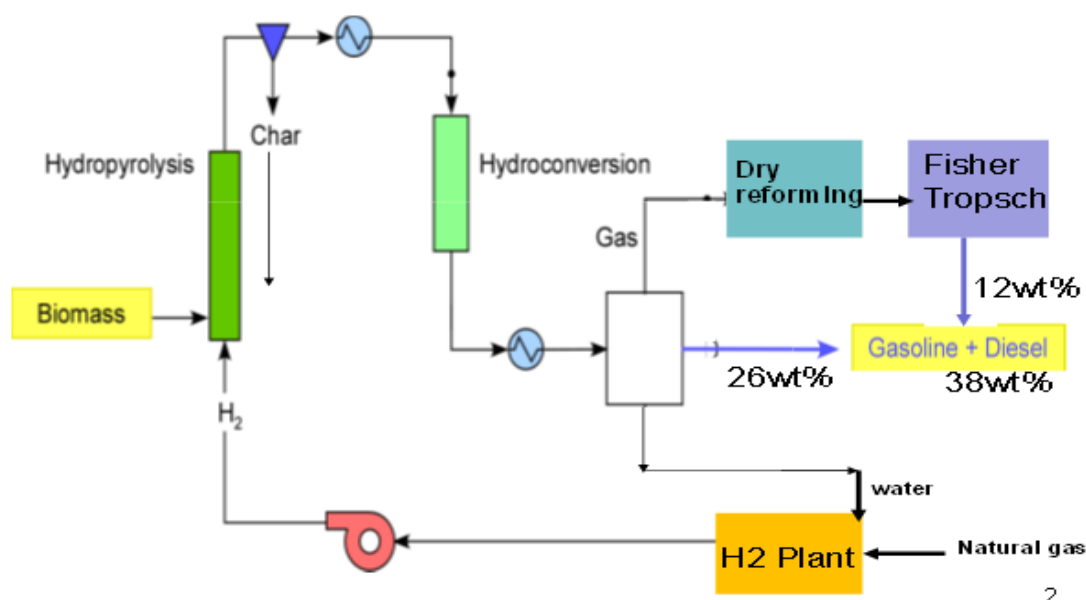 Char
Hydropyrolysis
Hydroconversion
Dry
reforming
Fisher
Tropsch
Gas
12wt%
Biomass
Gasoline + Diesel
26wt%
38wt%
H2
water
H2 Plant
Natural gas
2